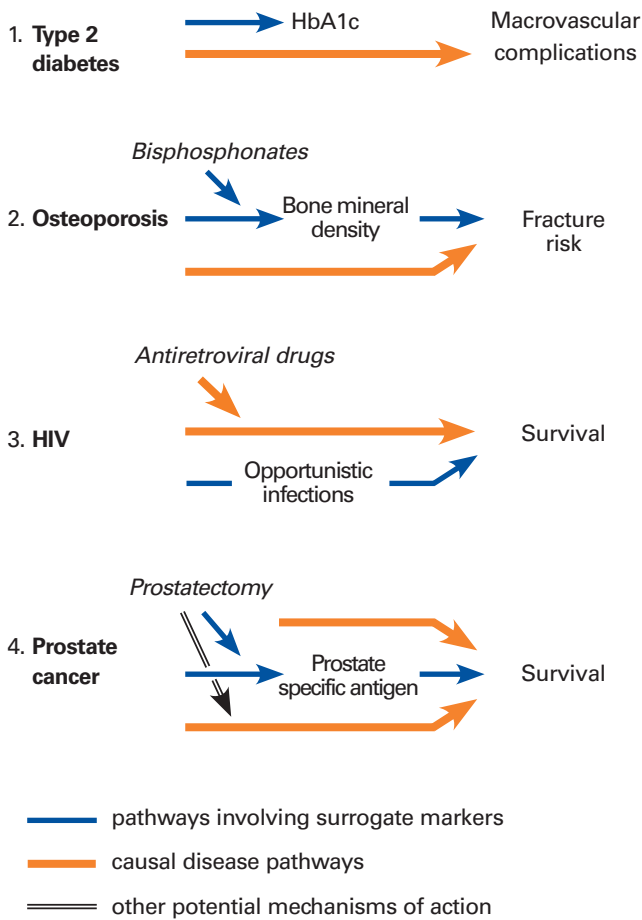 1. Type 2
diabetes
HbA1c
Macrovascular
complications
Bisphosphonates
2. Osteoporosis
Bone mineral
density
Fracture
risk
Antiretroviral drugs
3. HIV
Survival
Opportunistic
infections
Prostatectomy
4. Prostate
cancer
Prostate
specific antigen
Survival
pathways involving surrogate markers
causal disease pathways
other potential mechanisms of action